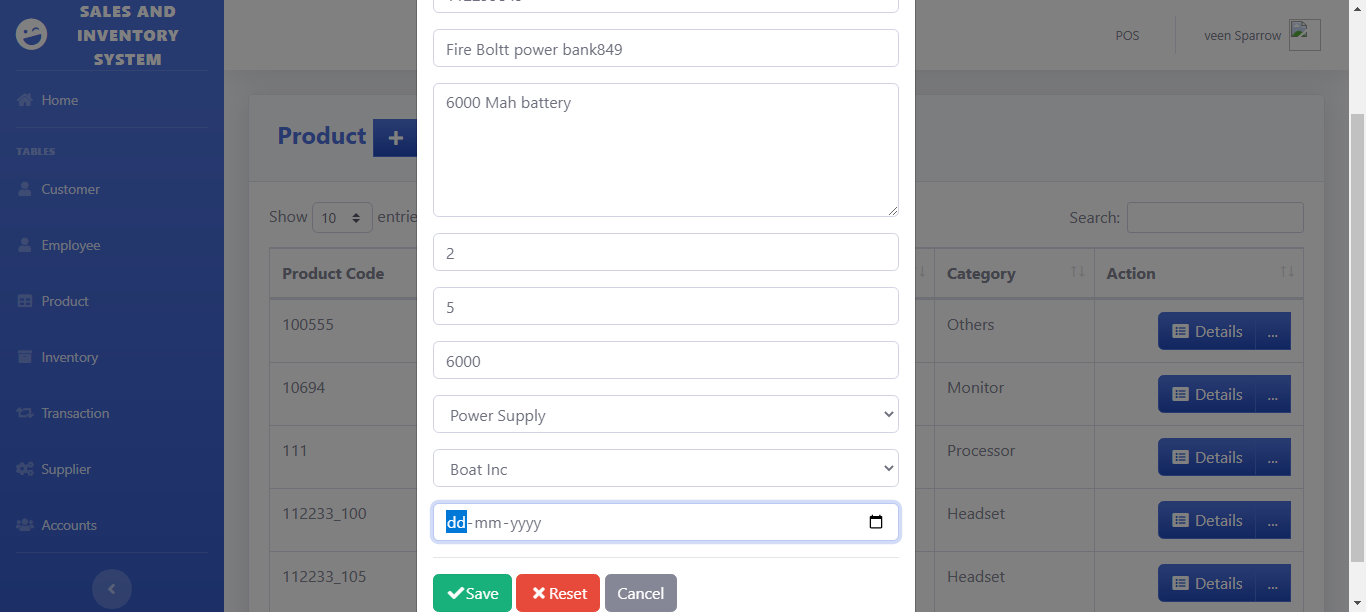 SALES AND
INVENTORY
SYSTEM
Home
TABLES
Customer
Employee
Product
Inventory
Transaction
Supplier
Accounts
POS
veen Sparrow
Product
Show 10 entrie
Search:
Product Code
Category
Action
100555
Others
Details ...
10694
Monitor
Details ...
111
Processor
Details ...
112233_100
Headset
Details ...
112233_105
Headset
Details ...
Fire Boltt power bank849
6000 Mah battery
2
5
6000
Power Supply
Boat Inc
dd-mm-yyyy
Save
Reset
Cancel